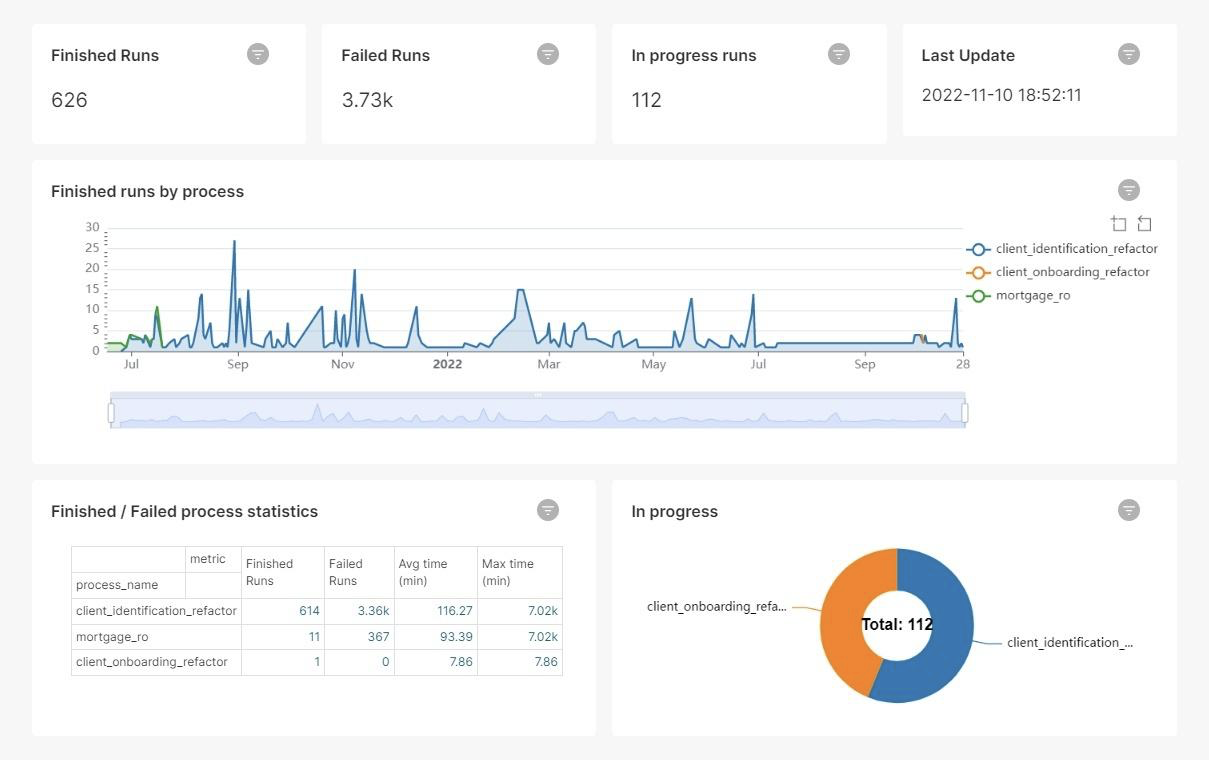 Finished Runs
626
Failed Runs
3.73k
In progress runs
112
Last Update
2022-11-10 18:52:11
Finished runs by process
30
25
20
15
10
5
0
Jul
Sep
Nov
2022
Mar
May
Jul
Sep
28
client_identification_refactor
client_onboarding_refactor
mortgage_ro
Finished / Failed process statistics
metric
process_name
Finished
Runs
Failed
Runs
Avg time
(min)
Max time
(min)
client_identification_refactor 614 3.36k 116.27 7.02k
mortgage_ro 11 367 93.39 7.02k
client_onboarding_refactor 1 0 7.86 7.86
In progress
client_onboarding_refa...
Total: 112
client_identification_...